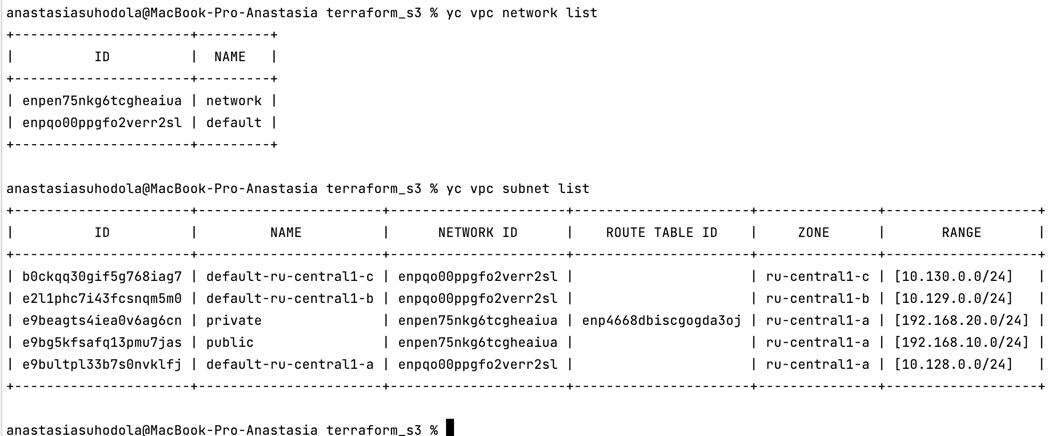 anastasiasuhodola@MacBook-Pro-Anastasia terraform_s3 % yc vpc network list
+----------------------+---------+
|          ID          |  NAME   |
+----------------------+---------+
| enpen75nkg6tcgheaiua | network |
| enpqo00ppgfo2verr2sl | default |
+----------------------+---------+

anastasiasuhodola@MacBook-Pro-Anastasia terraform_s3 % yc vpc subnet list
+----------------------+-----------------------+----------------------+----------------------+---------------+-------------------+
|          ID          |         NAME          |      NETWORK ID      |    ROUTE TABLE ID    |     ZONE      |       RANGE       |
+----------------------+-----------------------+----------------------+----------------------+---------------+-------------------+
| b0ckqq30gif5g768iag7 | default-ru-central1-c | enpqo00ppgfo2verr2sl |                      | ru-central1-c | [10.130.0.0/24]   |
| e2l1phc7i43fcsnqm5m0 | default-ru-central1-b | enpqo00ppgfo2verr2sl |                      | ru-central1-b | [10.129.0.0/24]   |
| e9beagts4iea0v6ag6cn | private               | enpen75nkg6tcgheaiua | enp4668dbiscgogda3oj | ru-central1-a | [192.168.20.0/24] |
| e9bg5kfsafq13pmu7jas | public                | enpen75nkg6tcgheaiua |                      | ru-central1-a | [192.168.10.0/24] |
| e9bultpl33b7s0nvklfj | default-ru-central1-a | enpqo00ppgfo2verr2sl |                      | ru-central1-a | [10.128.0.0/24]   |
+----------------------+-----------------------+----------------------+----------------------+---------------+-------------------+

anastasiasuhodola@MacBook-Pro-Anastasia terraform_s3 %